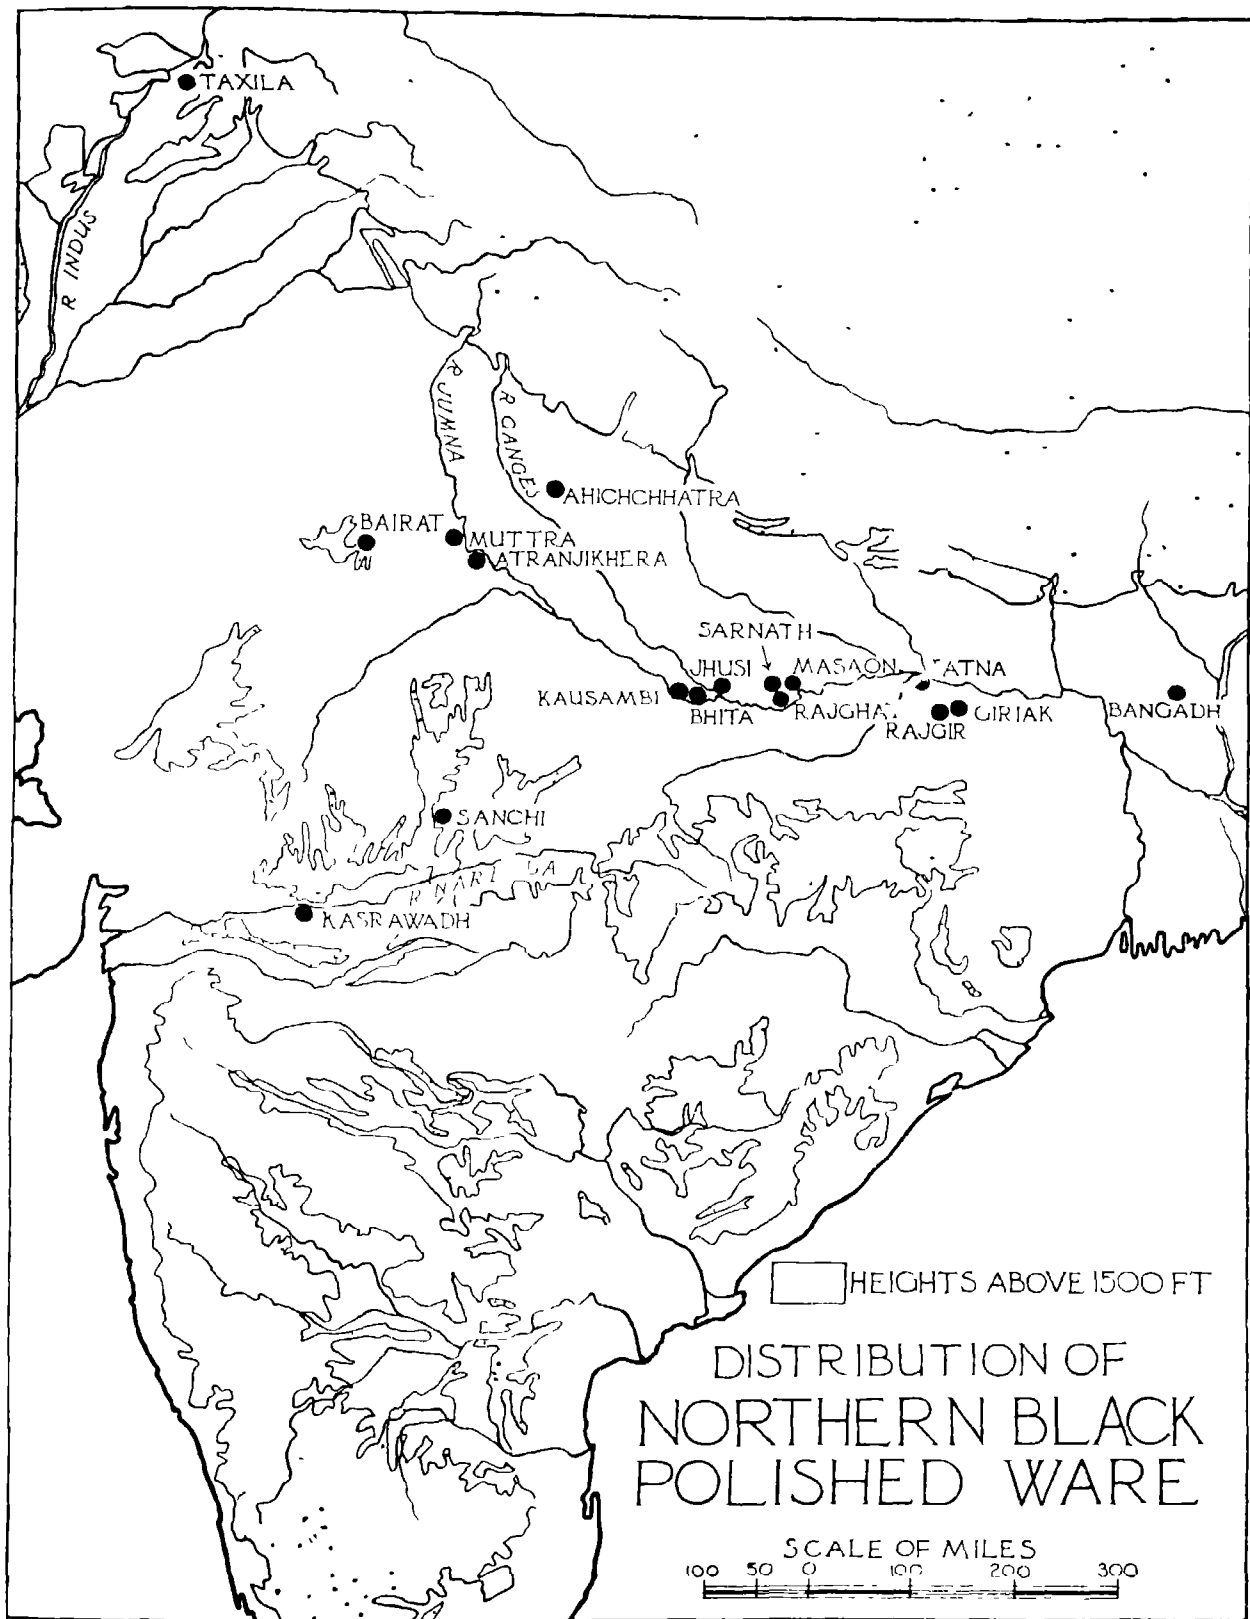 TAXILA
R INDUS
R JUMNA
R GANGES
AHICHCHHATRA
BAIRAT
MUTTRA
ATRANJIKHERA
SARNATH
JHUSI
MASAON
KAUSAMBI
BHITA
RAJGIR
GIRIAK
BANGADH
SANCHI
KASRAWADH
HEIGHTS ABOVE 1500 FT
DISTRIBUTION OF
NORTHERN BLACK
POLISHED WARE
SCALE OF MILES
100 50 0 100 200 300